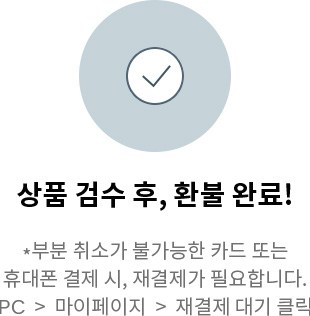 상품 검수 후, 환불 완료!
*부분 취소가 불가능한 카드 또는
휴대폰 결제 시, 재결제가 필요합니다.
PC > 마이페이지 > 재결제 대기 클릭